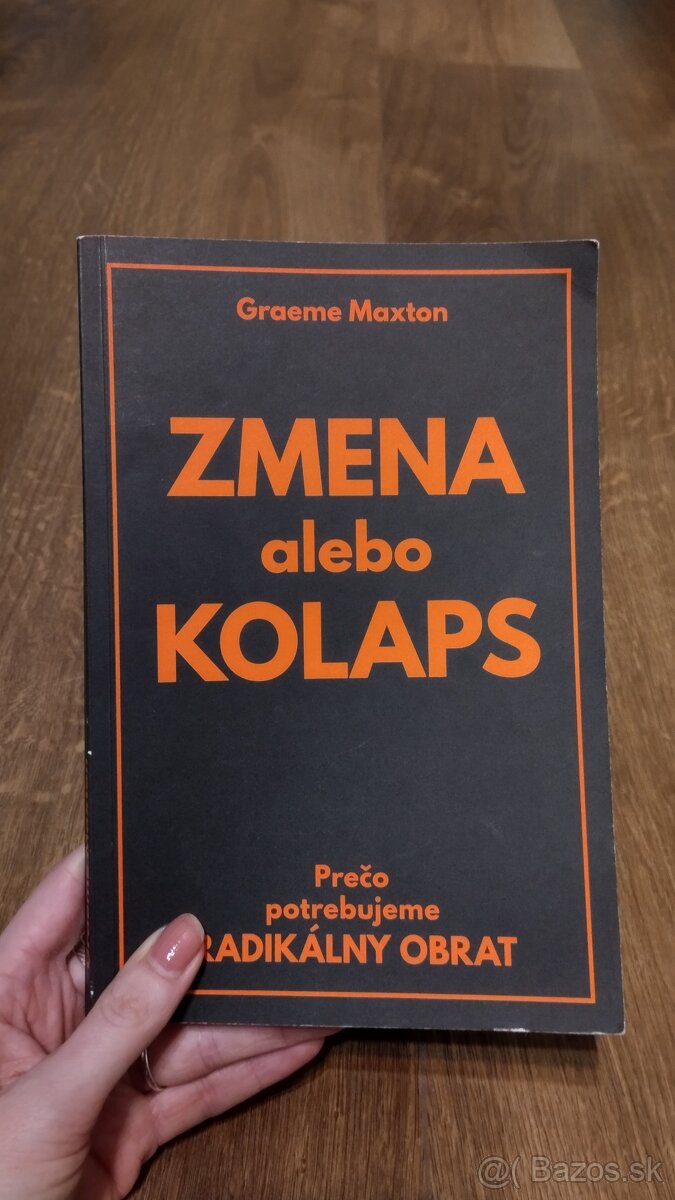 Graeme Maxton
ZMENA
alebo
KOLAPS
Prečo
potrebujeme
RADIKÁLNY OBRAT
@( Bazos.sk